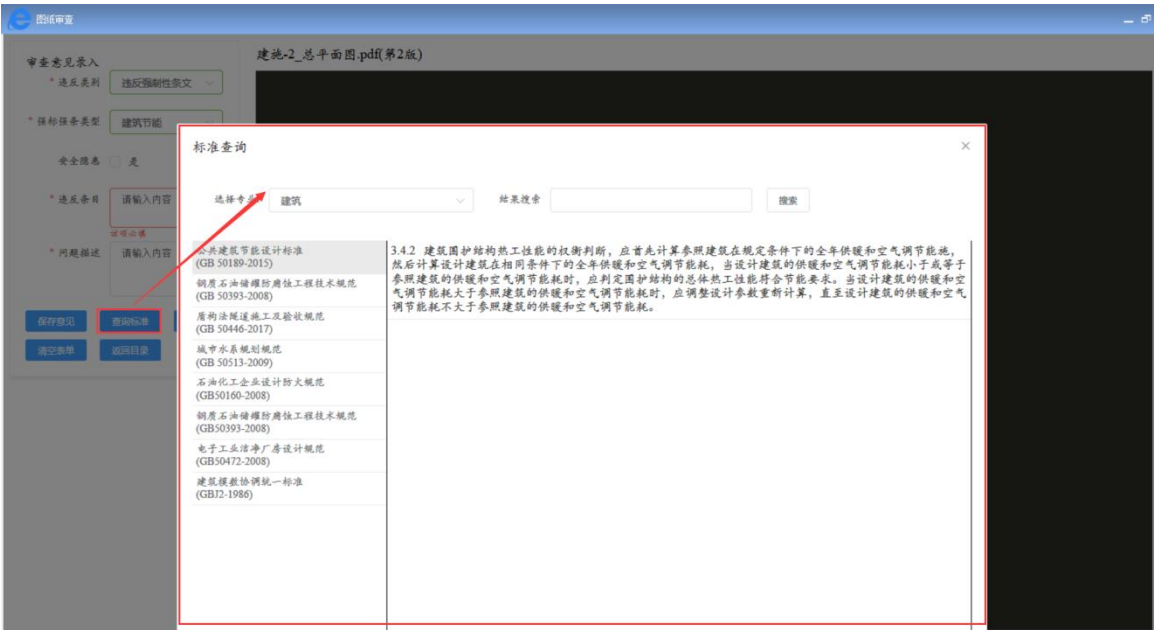 图纸审查
审查意见录入
建施-2_总平面图.pdf(第2版)
* 违反类别 违反强制性条文
* 强标强条类型 建筑节能
安全隐患 是
* 违反条目 请输入内容
该项必填
* 问题描述 请输入内容
保存意见 查询标准
清空表单 返回目录
标准查询
选择专业 建筑 结果搜索 搜索
公共建筑节能设计标准
(GB 50189-2015)
钢质石油储罐防腐蚀工程技术规范
(GB 50393-2008)
盾构法隧道施工及验收规范
(GB 50446-2017)
城市水系规划规范
(GB 50513-2009)
石油化工企业设计防火规范
(GB50160-2008)
钢质石油储罐防腐蚀工程技术规范
(GB50393-2008)
电子工业洁净厂房设计规范
(GB50472-2008)
建筑模数协调统一标准
(GBJ2-1986)
3.4.2 建筑围护结构热工性能的权衡判断，应首先计算参照建筑在规定条件下的全年供暖和空气调节能施，
然后计算设计建筑在相同条件下的全年供暖和空气调节能耗，当设计建筑的供暖和空气调节能耗小于或等于
参照建筑的供暖和空气调节能耗时，应判定围护结构的总体热工性能符合节能要求。当设计建筑的供暖和空
气调节能耗大于参照建筑的供暖和空气调节能耗时，应调整设计参数重新计算，直至设计建筑的供暖和空气
调节能耗不大于参照建筑的供暖和空气调节能耗。